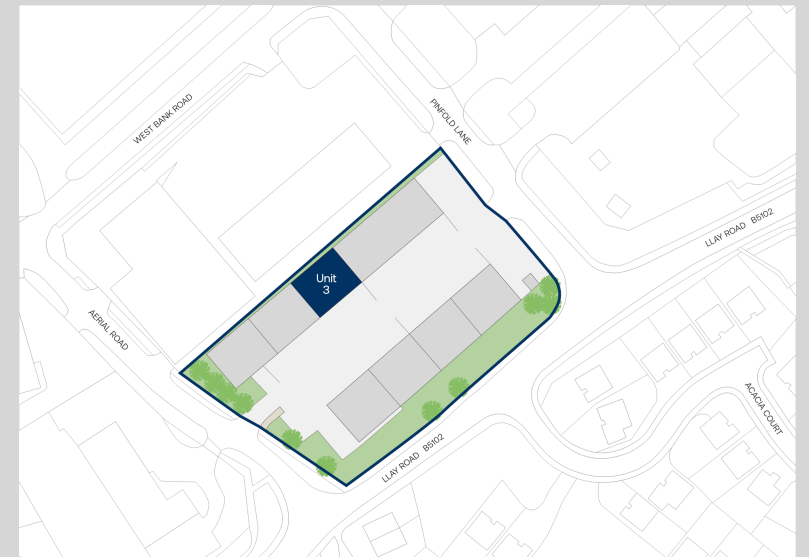 WEST BANK ROAD
PINFOLD LANE
LLAY ROAD B5102
Unit
3
AERIAL ROAD
ACACIA COURT
LLAY ROAD B5102